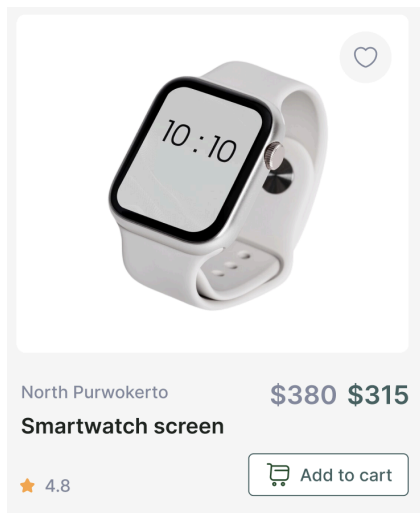 10:10
North Purwokerto
$380 $315
Smartwatch screen
4.8
Add to cart